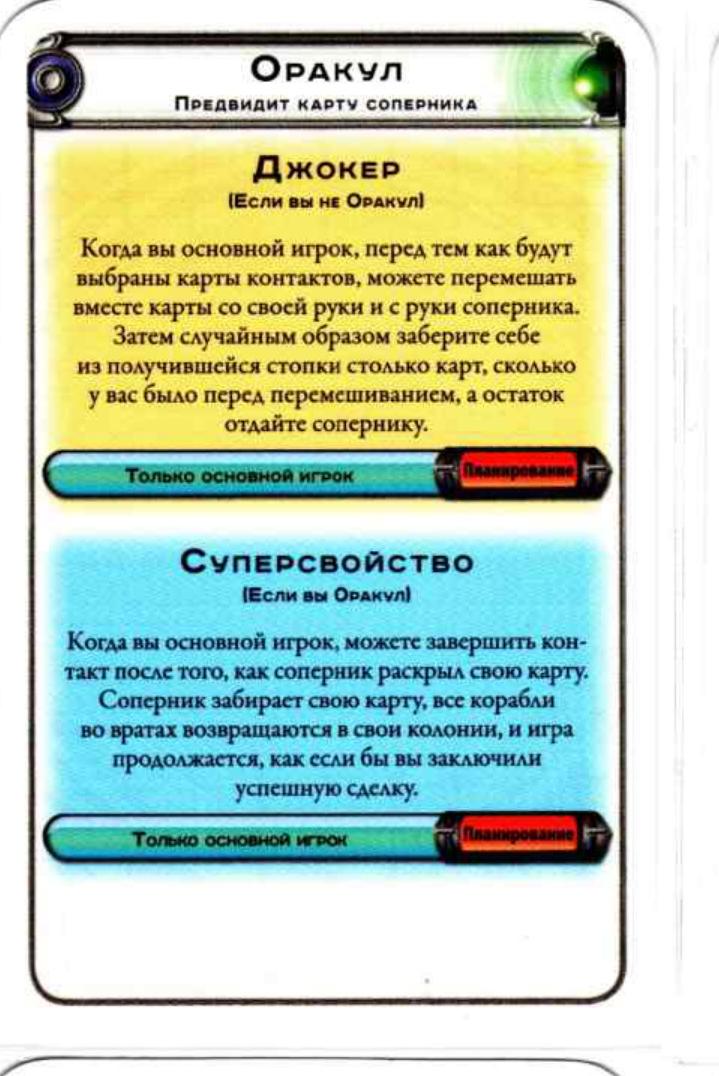 Оракул
Предвидит карту соперника
Джокер
(Если вы не Оракул)
Когда вы основной игрок, перед тем как будут
выбраны карты контактов, можете перемешать
вместе карты со своей руки и с руки соперника.
Затем случайным образом заберите себе
из получившейся стопки столько карт, сколько
у вас было перед перемешиванием, а остаток
отдайте сопернику.
Только основной игрок Планирование
Суперсвойство
(Если вы Оракул)
Когда вы основной игрок, можете завершить кон-
такт после того, как соперник раскрыл свою карту.
Соперник забирает свою карту, все корабли
во вратах возвращаются в свои колонии, и игра
продолжается, как если бы вы заключили
успешную сделку.
Только основной игрок Планирование